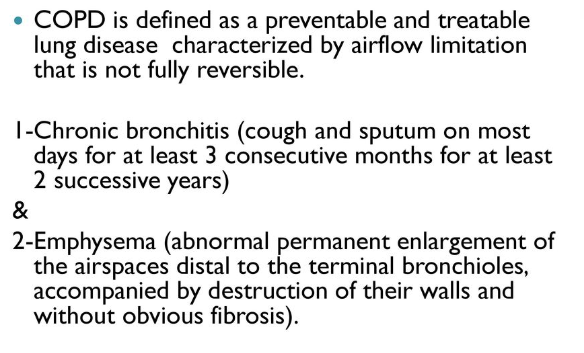 • COPD is defined as a preventable and treatable
lung disease characterized by airflow limitation
that is not fully reversible.
1-Chronic bronchitis (cough and sputum on most
days for at least 3 consecutive months for at least
2 successive years)
&
2-Emphysema (abnormal permanent enlargement of
the airspaces distal to the terminal bronchioles,
accompanied by destruction of their walls and
without obvious fibrosis).